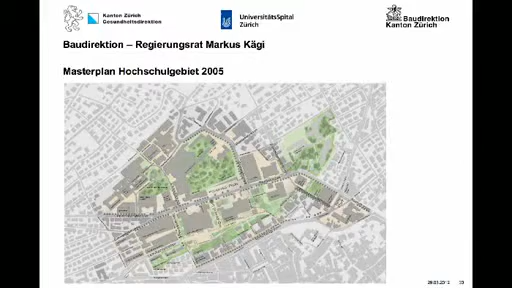 Kanton Zürich
Gesundheitsdirektion
UniversitätsSpital
Zürich
Baudirektion
Kanton Zürich
Baudirektion – Regierungsrat Markus Kägi
Masterplan Hochschulgebiet 2005